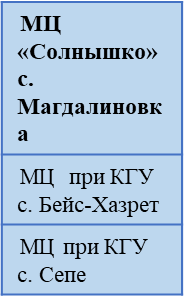 МЦ
«Солнышко»
с.
Магдалиновк
а
МЦ при КГУ
с. Бейс-Хазрет
МЦ при КГУ
с. Сепе